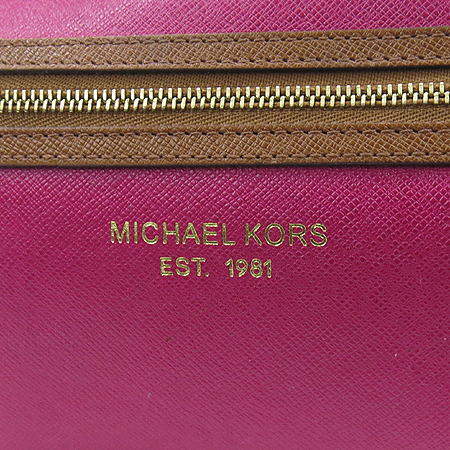 MICHAEL KORS
EST. 1981